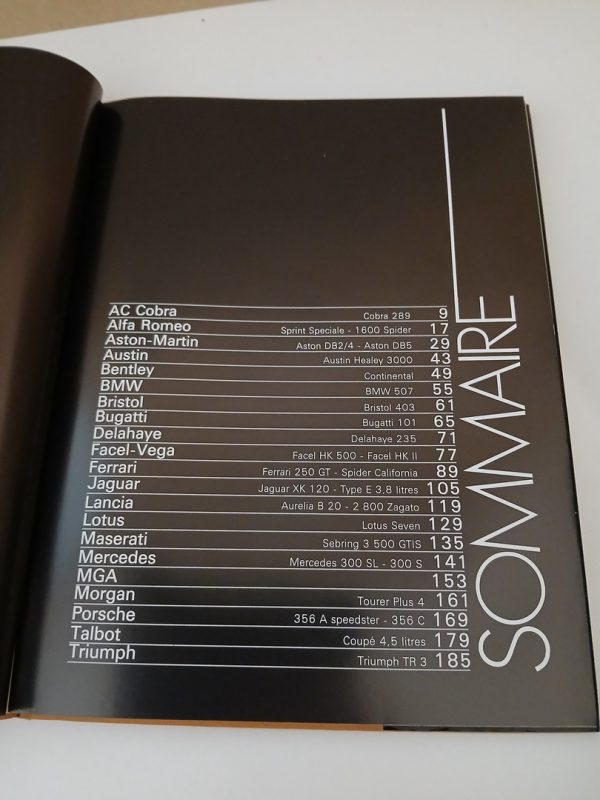 SOMMAIRE
AC Cobra Cobra 289 9
Alfa Romeo Sprint Speciale - 1600 Spider 17
Aston-Martin Aston DB2/4 - Aston DB5 29
Austin Austin Healey 3000 43
Bentley Continental 49
BMW BMW 507 55
Bristol Bristol 403 61
Bugatti Bugatti 101 65
Delahaye Delahaye 235 71
Facel-Vega Facel HK 500 - Facel HK II 77
Ferrari Ferrari 250 GT - Spider California 89
Jaguar Jaguar XK 120 - Type E 3,8 litres 105
Lancia Aurelia B 20 - 2 800 Zagato 119
Lotus Lotus Seven 129
Maserati Sebring 3 500 GTIS 135
Mercedes Mercedes 300 SL - 300 S 141
MGA 153
Morgan Tourer Plus 4 161
Porsche 356 A speedster - 356 C 169
Talbot Coupé 4,5 litres 179
Triumph Triumph TR 3 185